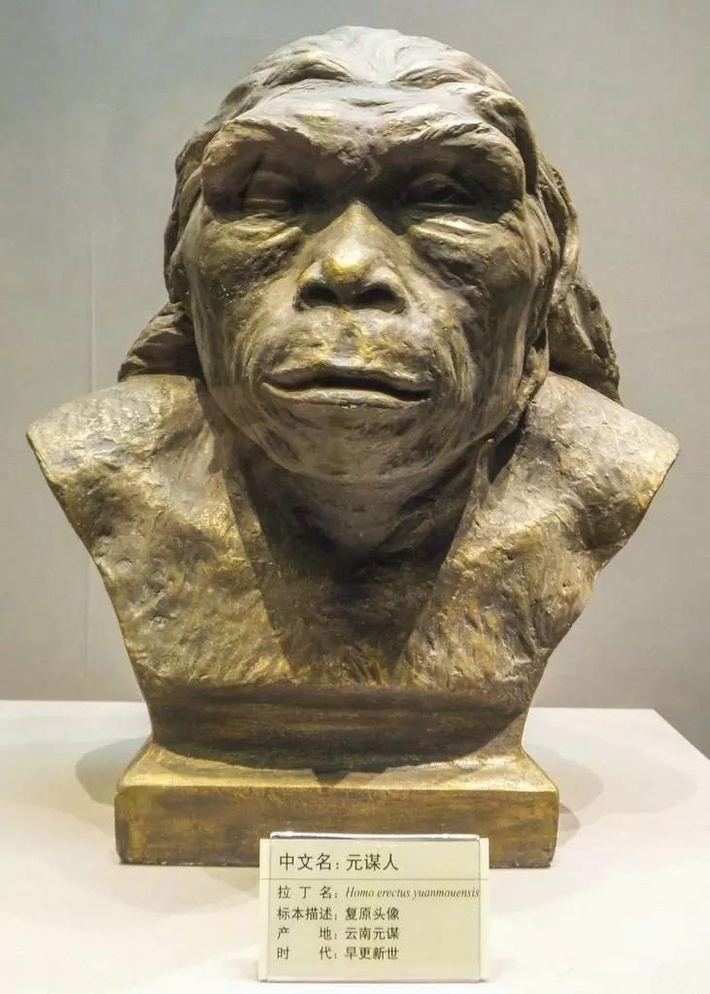 中文名：元谋人
拉丁名：Homo erectus yuanmouensis
标本描述：复原头像
产地：云南元谋
时代：早更新世